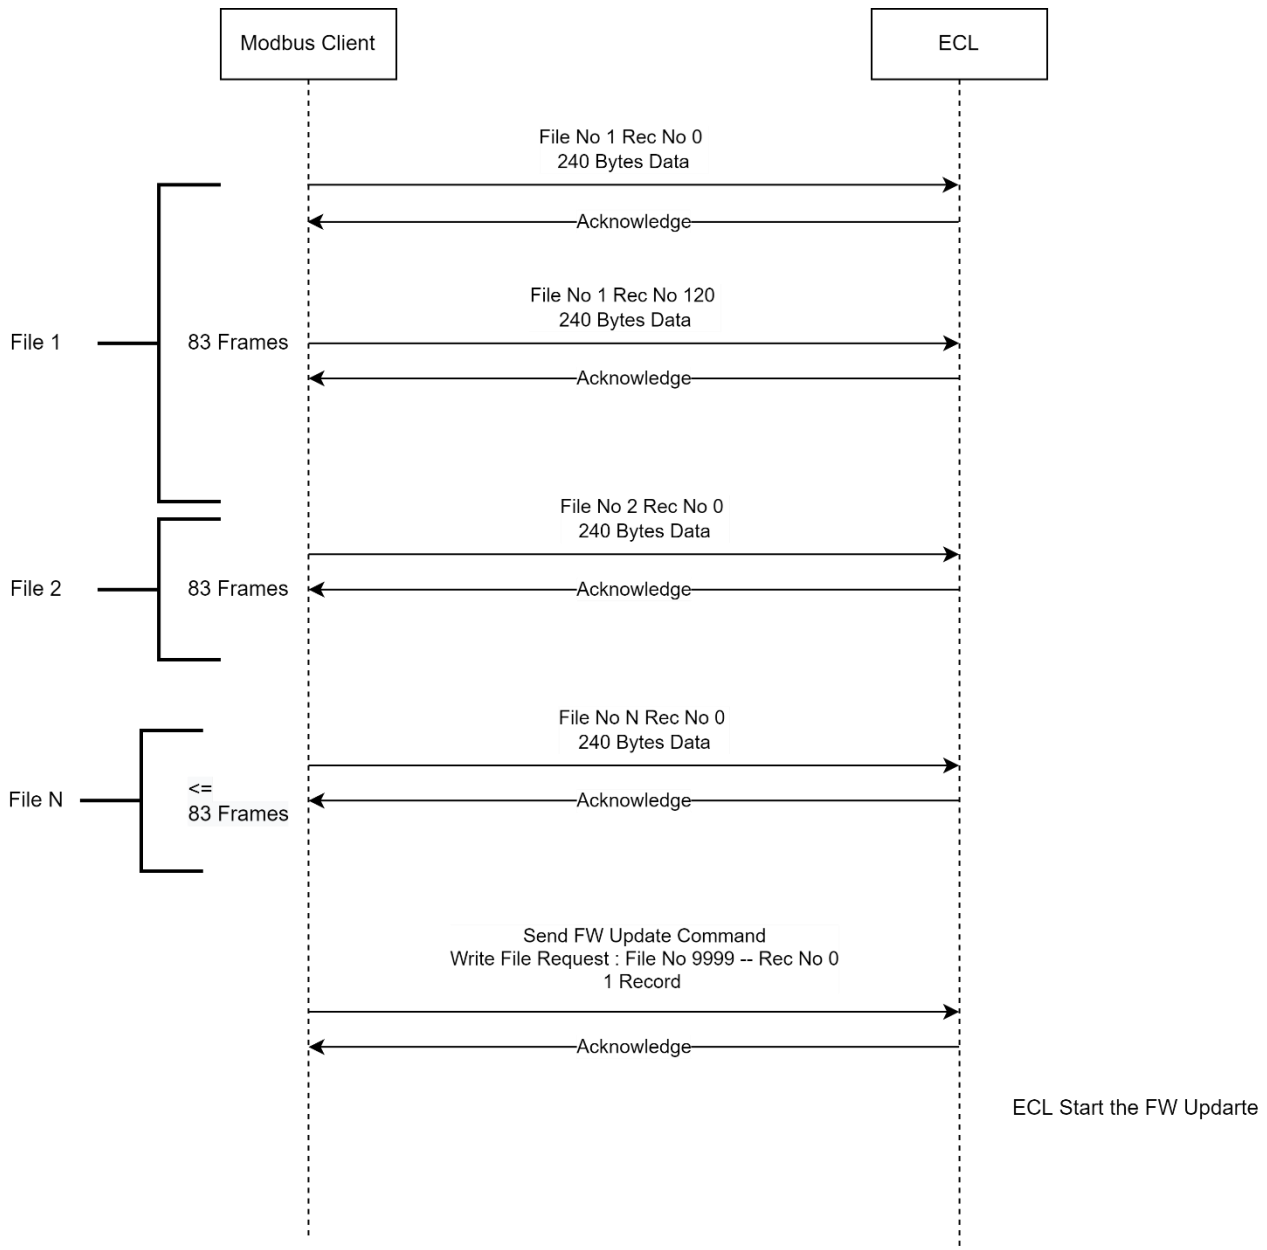 Modbus Client
ECL
File No 1 Rec No 0
240 Bytes Data
Acknowledge
File No 1 Rec No 120
240 Bytes Data
File 1
83 Frames
Acknowledge
File No 2 Rec No 0
240 Bytes Data
File 2
83 Frames
Acknowledge
File No N Rec No 0
240 Bytes Data
File N
<=
83 Frames
Acknowledge
Send FW Update Command
Write File Request : File No 9999 -- Rec No 0
1 Record
Acknowledge
ECL Start the FW Updarte